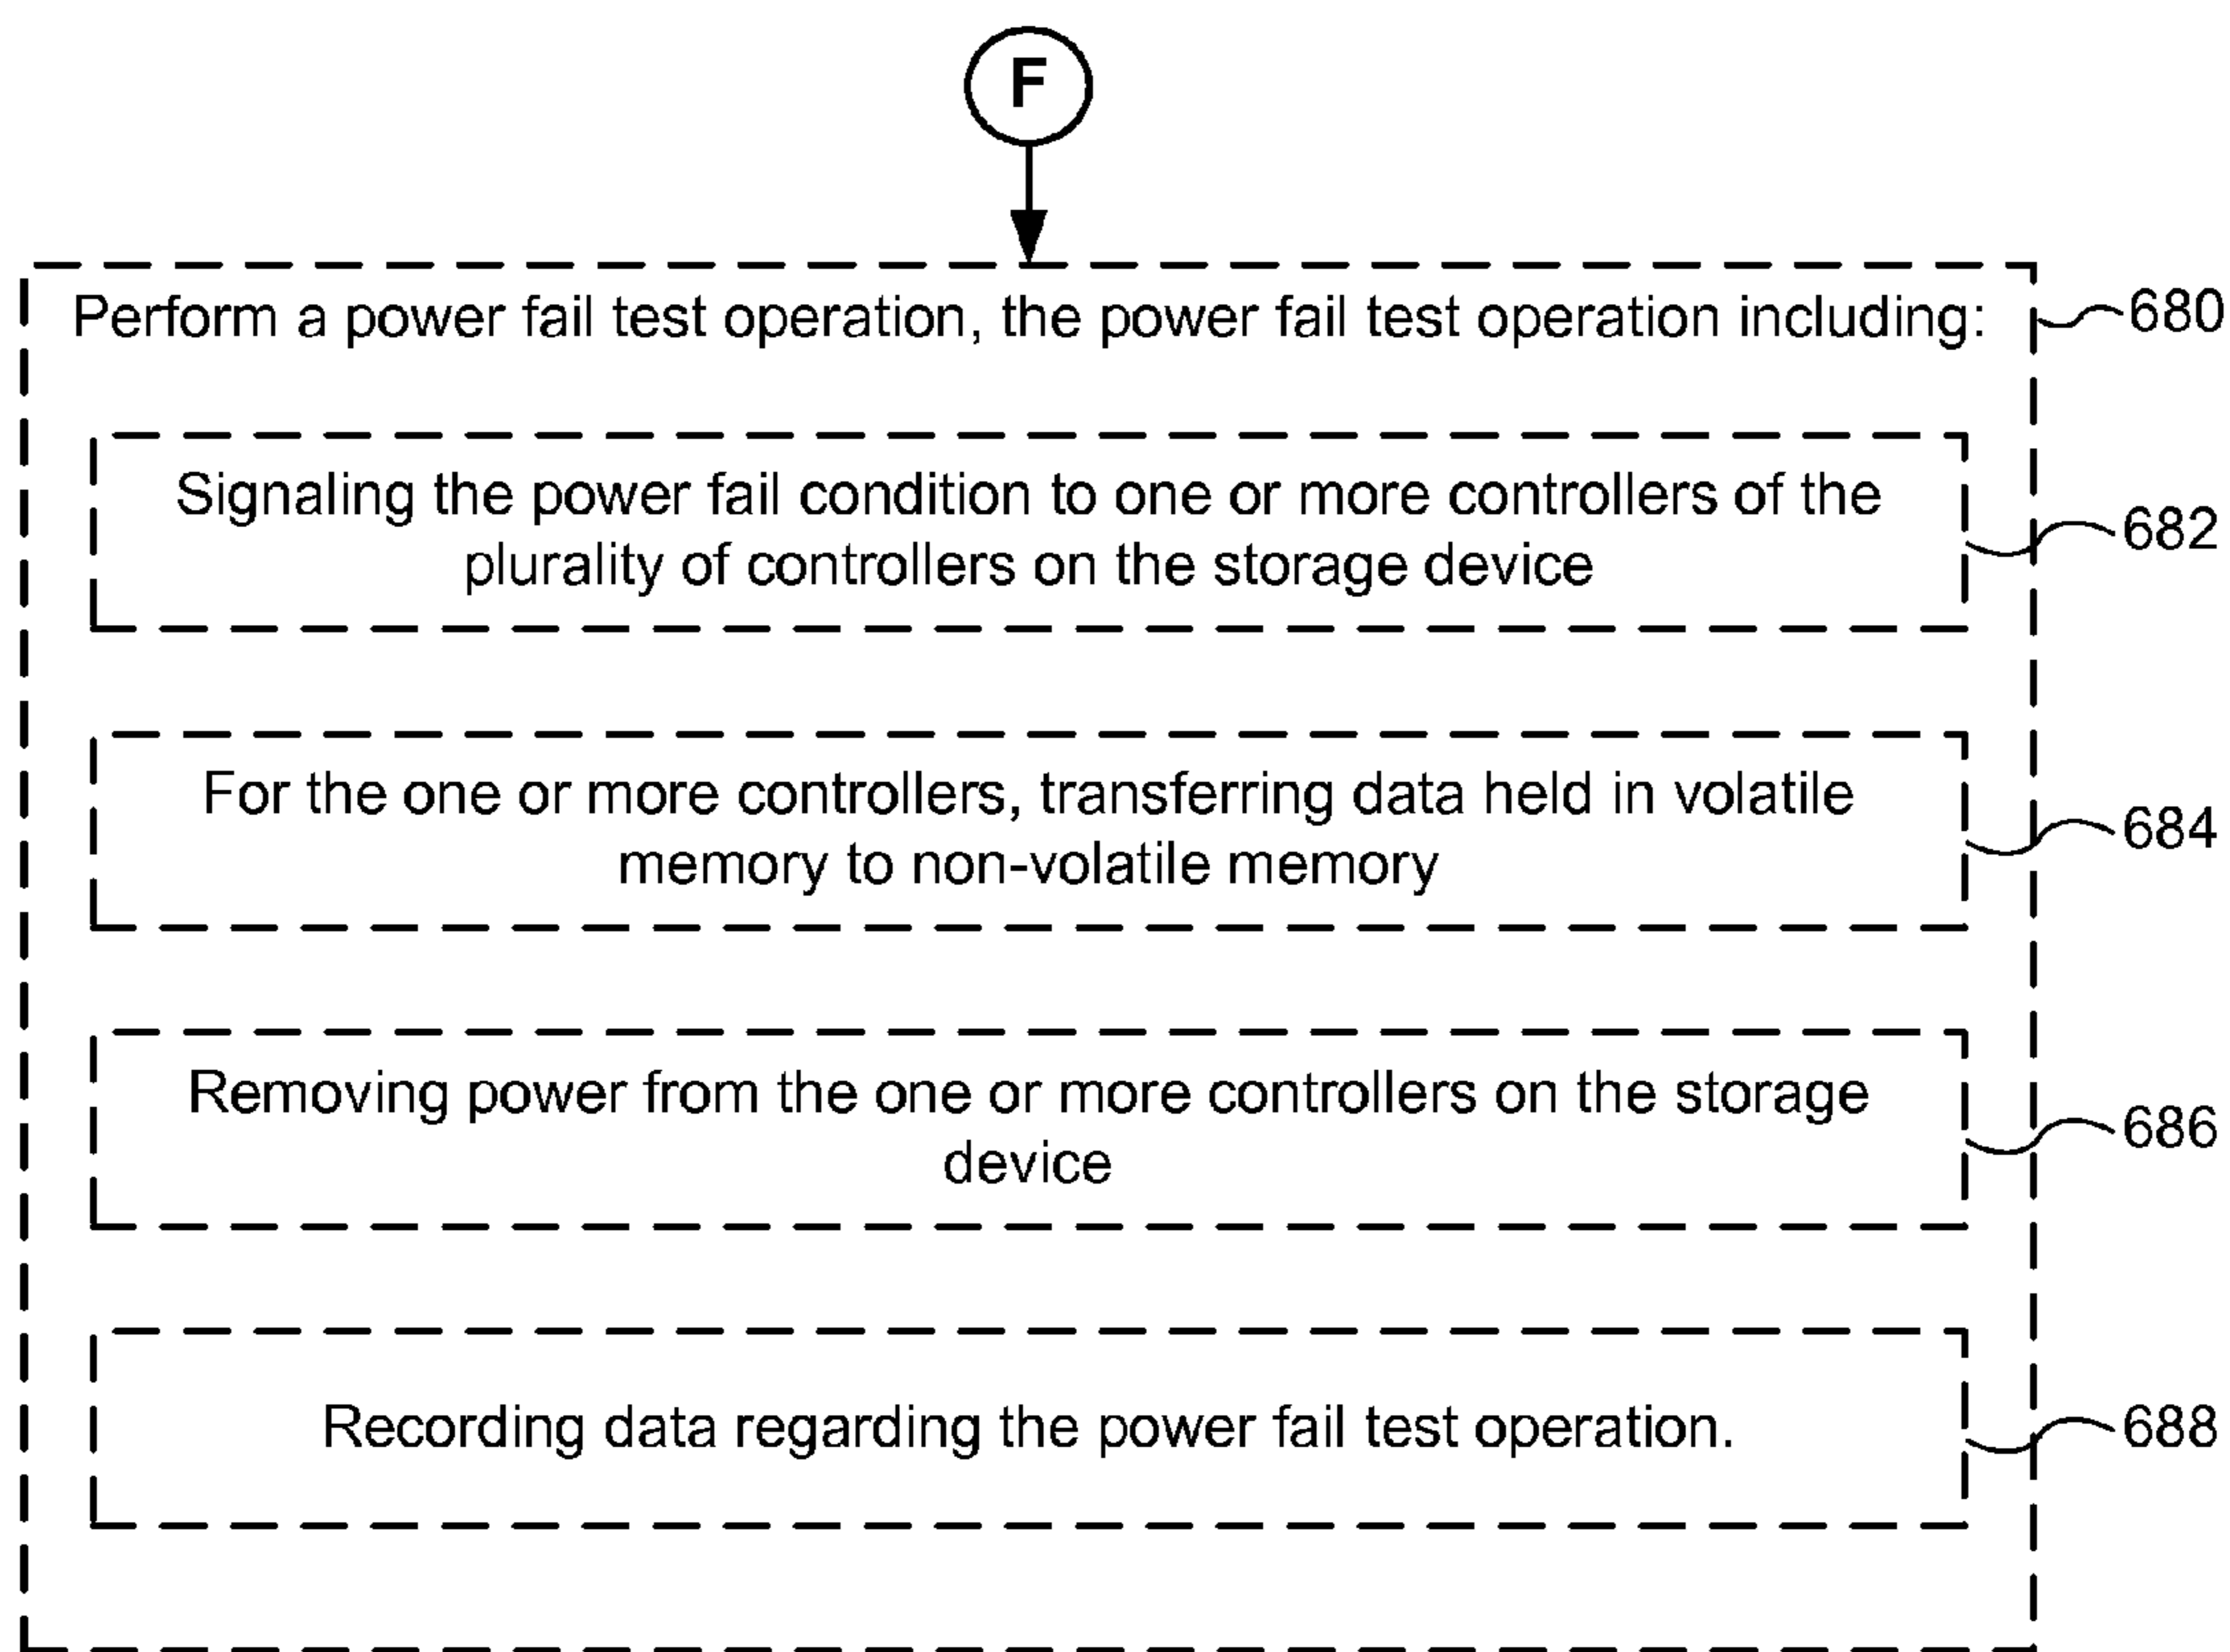 F
Perform a power fail test operation, the power fail test operation including:
680
Signaling the power fail condition to one or more controllers of the
plurality of controllers on the storage device
682
For the one or more controllers, transferring data held in volatile
memory to non-volatile memory
684
Removing power from the one or more controllers on the storage
device
686
Recording data regarding the power fail test operation.
688